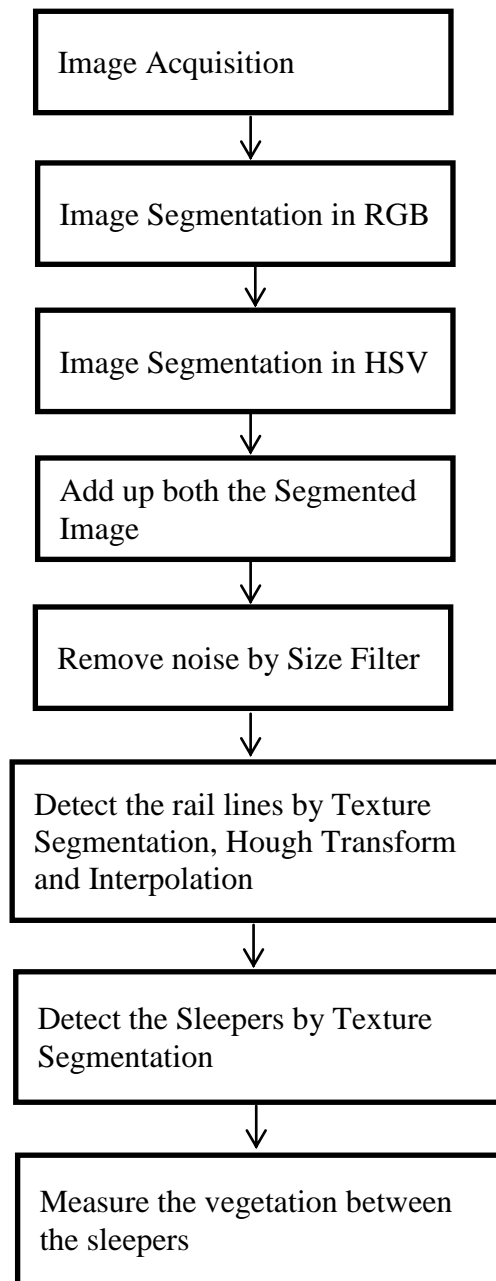 Image Acquisition
Image Segmentation in RGB
Image Segmentation in HSV
Add up both the Segmented
Image
Remove noise by Size Filter
Detect the rail lines by Texture
Segmentation, Hough Transform
and Interpolation
Detect the Sleepers by Texture
Segmentation
Measure the vegetation between
the sleepers